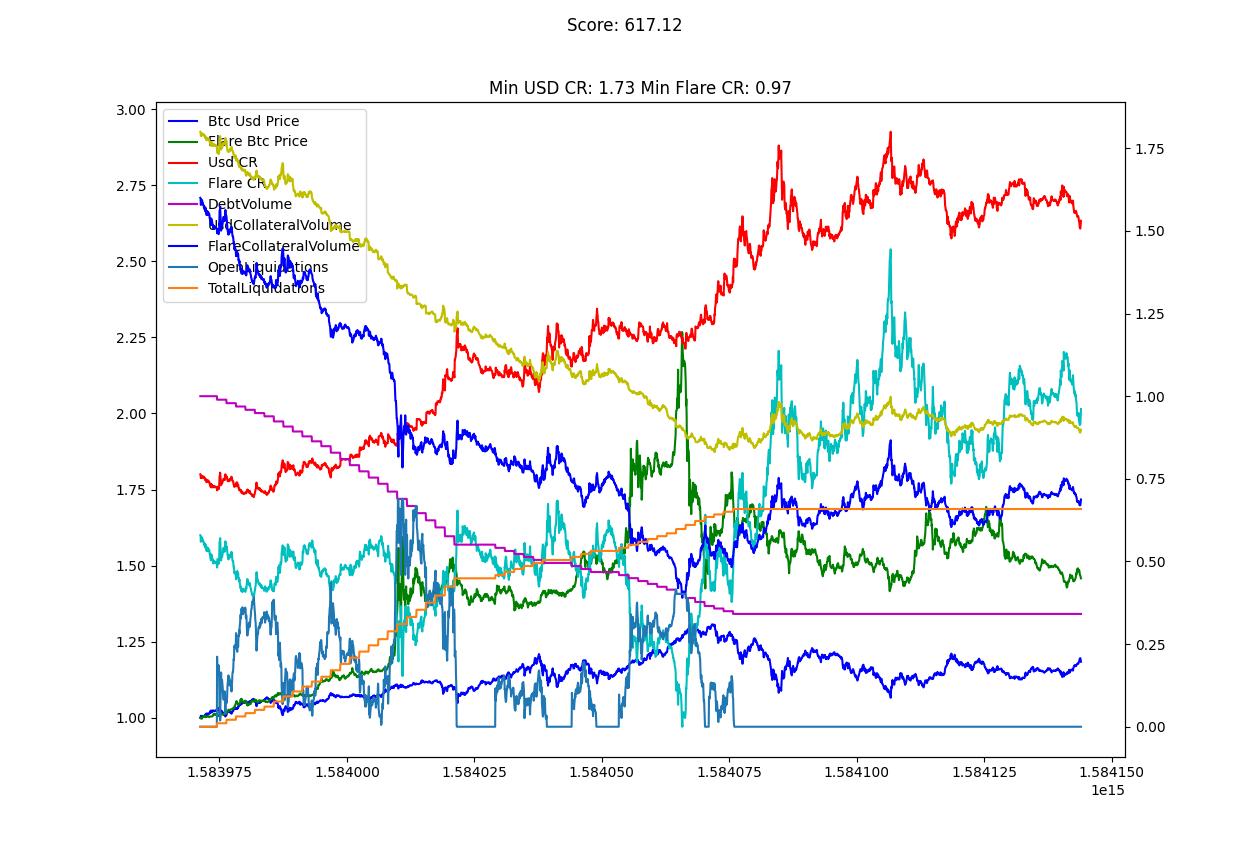 Score: 617.12
Min USD CR: 1.73 Min Flare CR: 0.97
3.00
2.75
2.50
2.25
2.00
1.75
1.50
1.25
1.00
Btc Usd Price
Flare Btc Price
Usd CR
Flare CR
DebtVolume
UsdCollateralVolume
FlareCollateralVolume
OpenLiquidations
TotalLiquidations
1.75
1.50
1.25
1.00
0.75
0.50
0.25
0.00
1.583975 1.584000 1.584025 1.584050 1.584075 1.584100 1.584125 1.584150
1e15